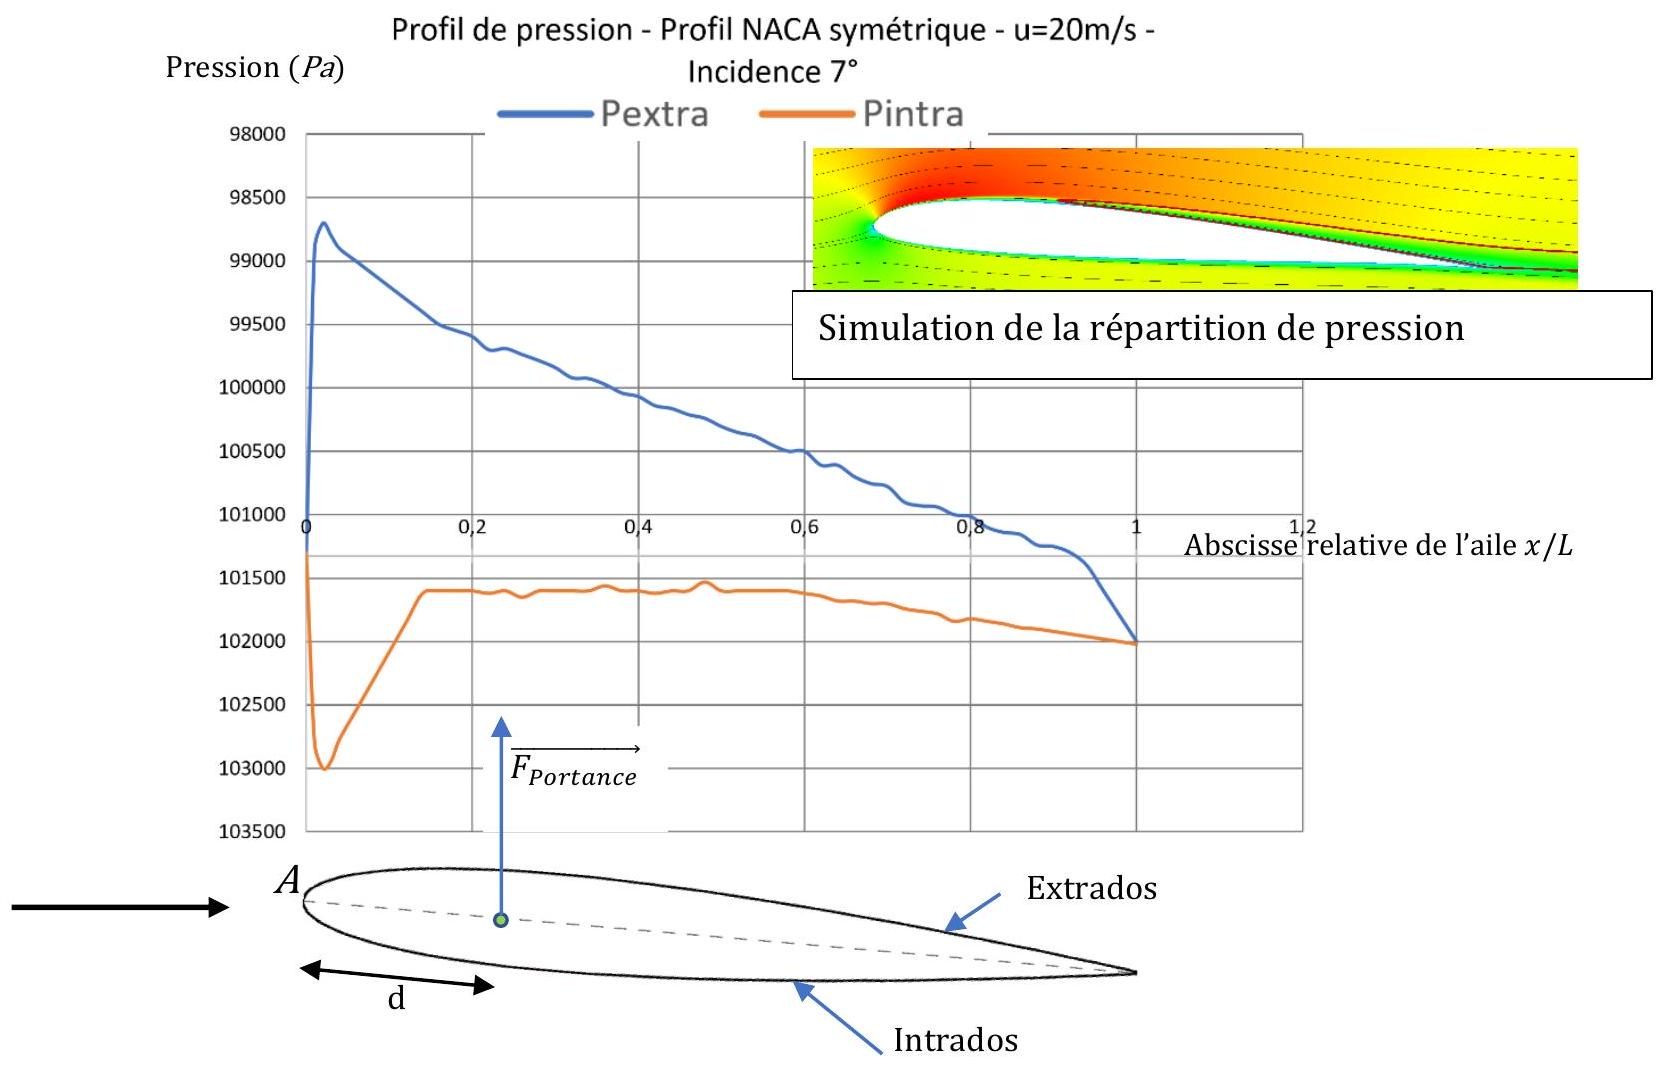 Profil de pression - Profil NACA symétrique - u=20m/s -
Incidence 7°
Pression (Pa)
Pextra
Pintra
98000
98500
99000
99500
100000
100500
101000
101500
102000
102500
103000
103500
0
0,2
0,4
0,6
0,8
1
1,2
Simulation de la répartition de pression
Abscisse relative de l'aile x/L
F Portance
A
d
Extrados
Intrados